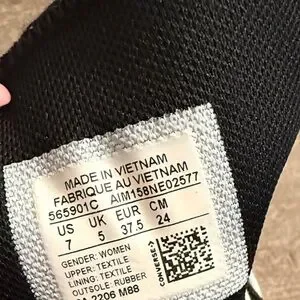 MADE IN VIETNAM
FABRIQUE AU VIETNAM
565901C AIM158NE02577
US UK EUR CM
7 5 37.5 24
GENDER: WOMEN
UPPER: TEXTILE
LINING: TEXTILE
OUTSOLE: RUBBER
2206 M88
CONVERSE